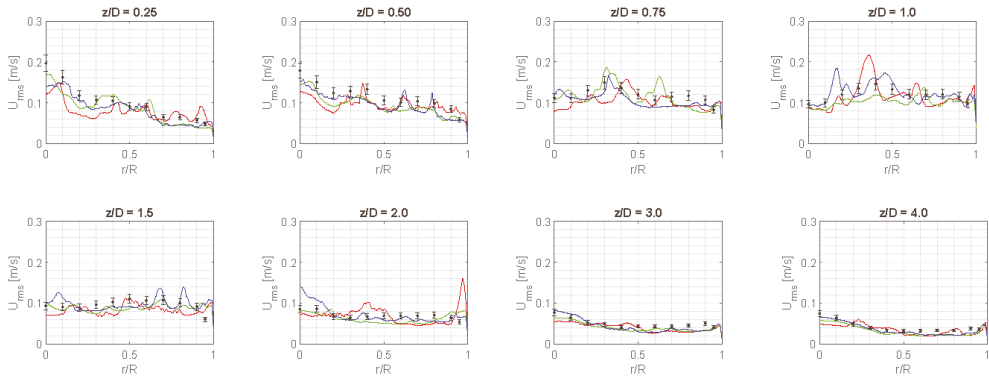 z/D = 0.25
0.3
0.2
0.1
0
U_rms [m/s]
0
0.5
1
r/R
z/D = 0.50
0.3
0.2
0.1
0
U_rms [m/s]
0
0.5
1
r/R
z/D = 0.75
0.3
0.2
0.1
0
U_rms [m/s]
0
0.5
1
r/R
z/D = 1.0
0.3
0.2
0.1
0
U_rms [m/s]
0
0.5
1
r/R
z/D = 1.5
0.3
0.2
0.1
0
U_rms [m/s]
0
0.5
1
r/R
z/D = 2.0
0.3
0.2
0.1
0
U_rms [m/s]
0
0.5
1
r/R
z/D = 3.0
0.3
0.2
0.1
0
U_rms [m/s]
0
0.5
1
r/R
z/D = 4.0
0.3
0.2
0.1
0
U_rms [m/s]
0
0.5
1
r/R